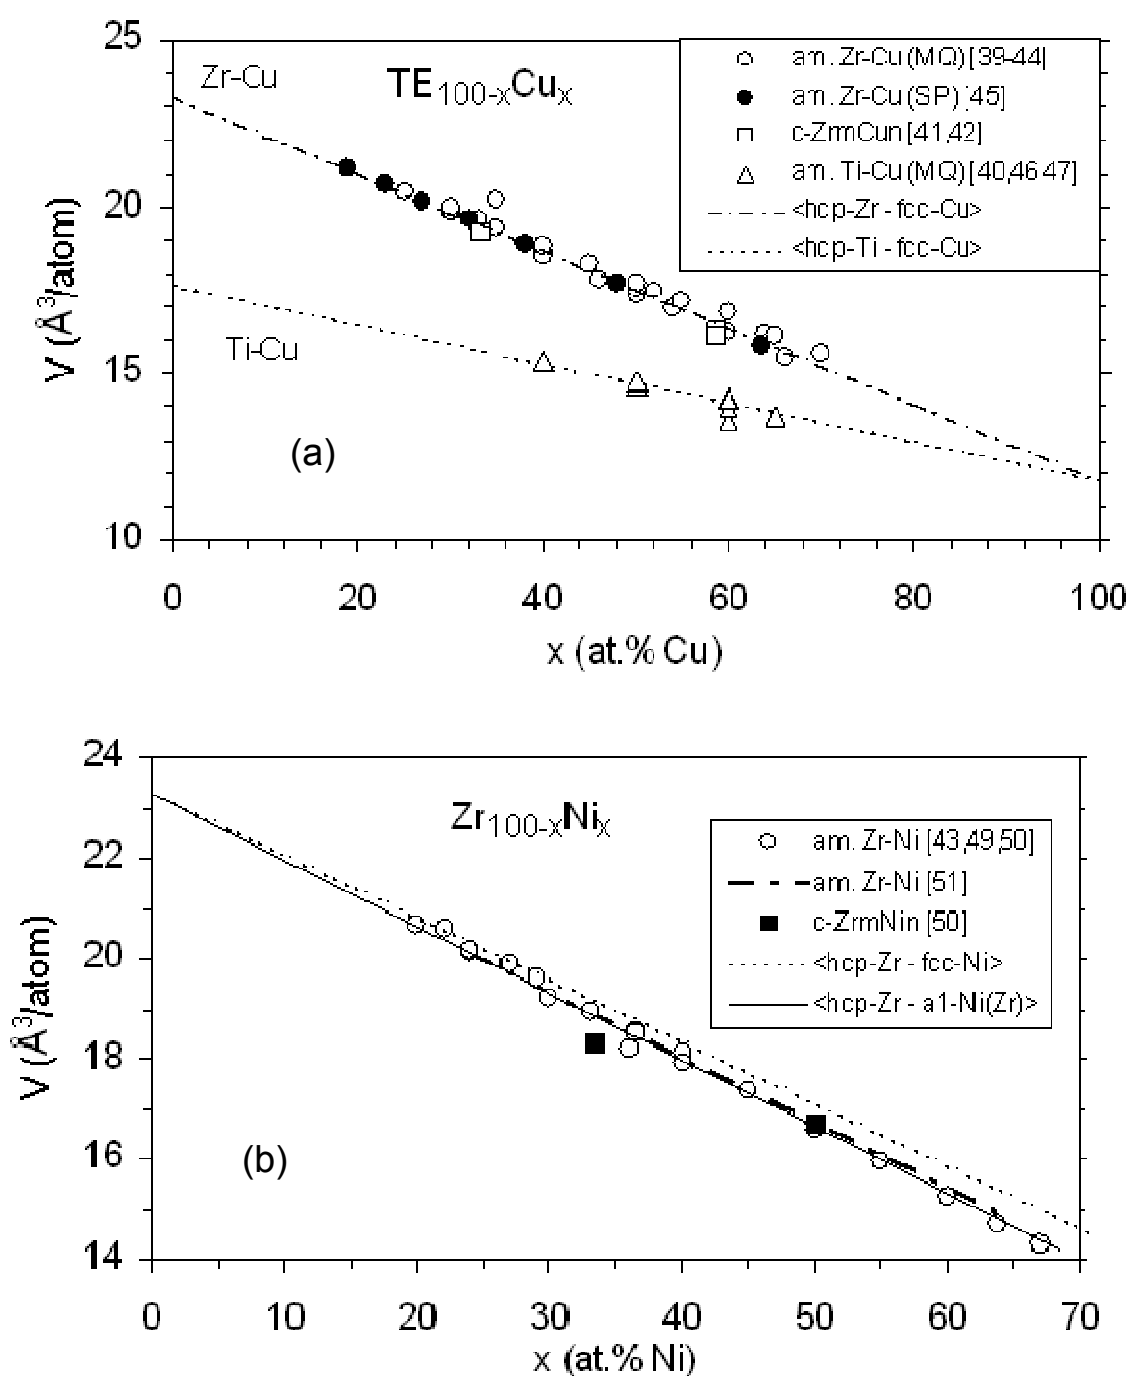 25
20
15
10
V (Å³/atom)
Zr-Cu
TE100-xCux
Ti-Cu
(a)
am. Zr-Cu (MQ) [39-44]
am. Zr-Cu (SP) [45]
c-ZrmCun [41,42]
am. Ti-Cu (MQ) [40,46 47]
<hcp-Zr - fcc-Cu>
<hcp-Ti - fcc-Cu>
0 20 40 60 80 100
x (at.% Cu)
24
22
20
18
16
14
V (Å³/atom)
Zr100-xNix
(b)
am. Zr-Ni [43,49,50]
am. Zr-Ni [51]
c-ZrmNin [50]
<hcp-Zr - fcc-Ni>
<hcp-Zr - a1-Ni(Zr)>
0 10 20 30 40 50 60 70
x (at.% Ni)